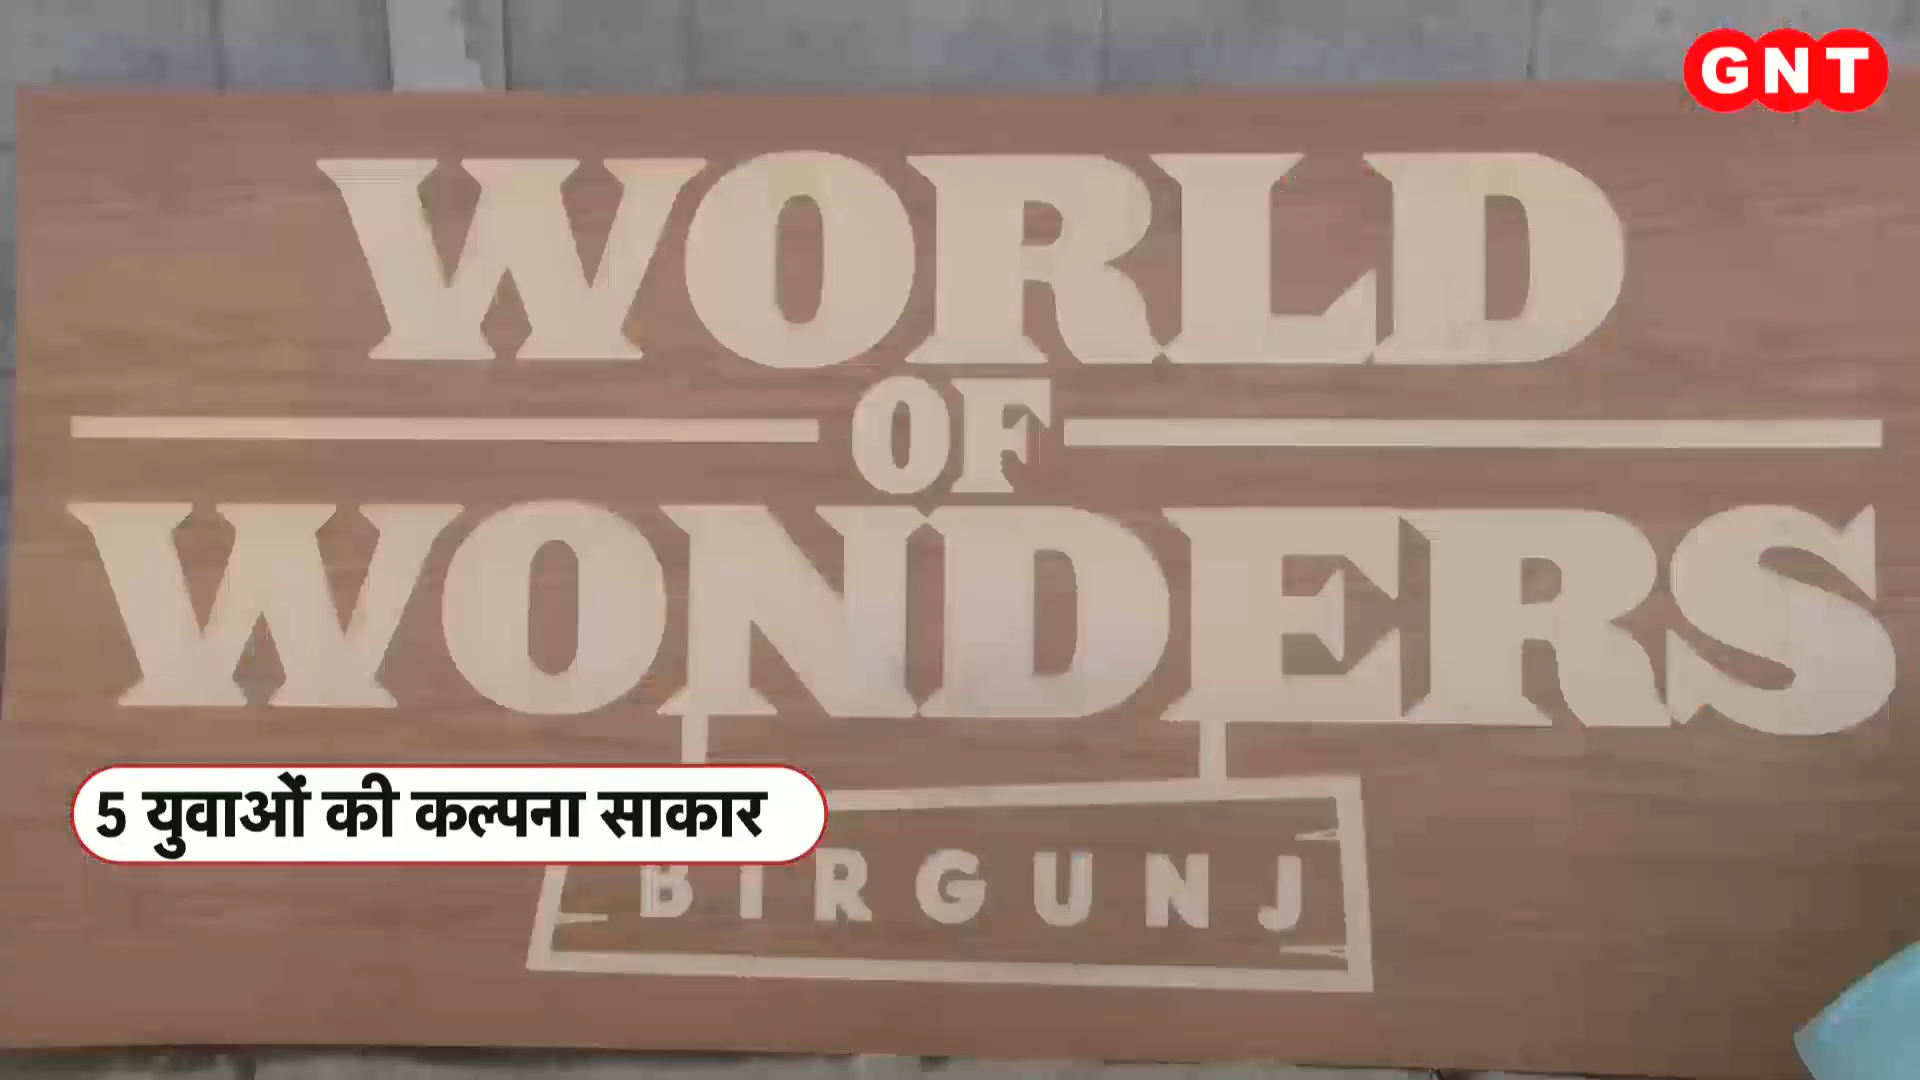 GNT
WORLD
OF
WONDERS
5 युवाओं की कल्पना साकार
BIRGUNJ